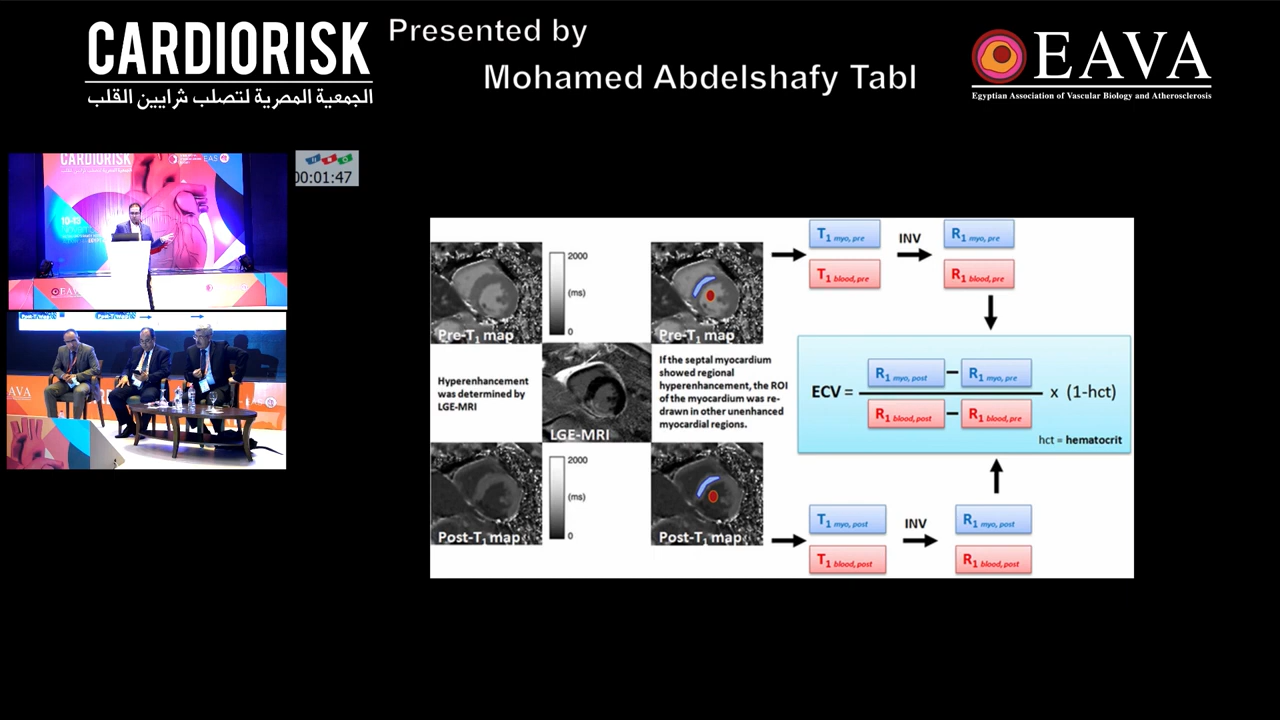 CARDIORISK
الجمعية المصرية لتصلب شرايين القلب
Presented by
Mohamed Abdelshafy Tabl
EAVA
Egyptian Association of Vascular Biology and Atherosclerosis
CARDIORISK
EAS
00:01:47
EAVA
Pre-T1 map
2000
(ms)
0
Pre-T1 map
T1 myo, pre
T1 blood, pre
INV
R1 myo, pre
R1 blood, pre
Hyperenhancement
was determined by
LGE-MRI
LGE-MRI
If the septal myocardium
showed regional
hyperenhancement, the ROI
of the myocardium was re-
drawn in other unenhanced
myocardial regions.
ECV =
R1 myo, post – R1 myo, pre
R1 blood, post – R1 blood, pre
x (1-hct)
hct = hematocrit
Post-T1 map
2000
(ms)
0
Post-T1 map
T1 myo, post
T1 blood, post
INV
R1 myo, post
R1 blood, post